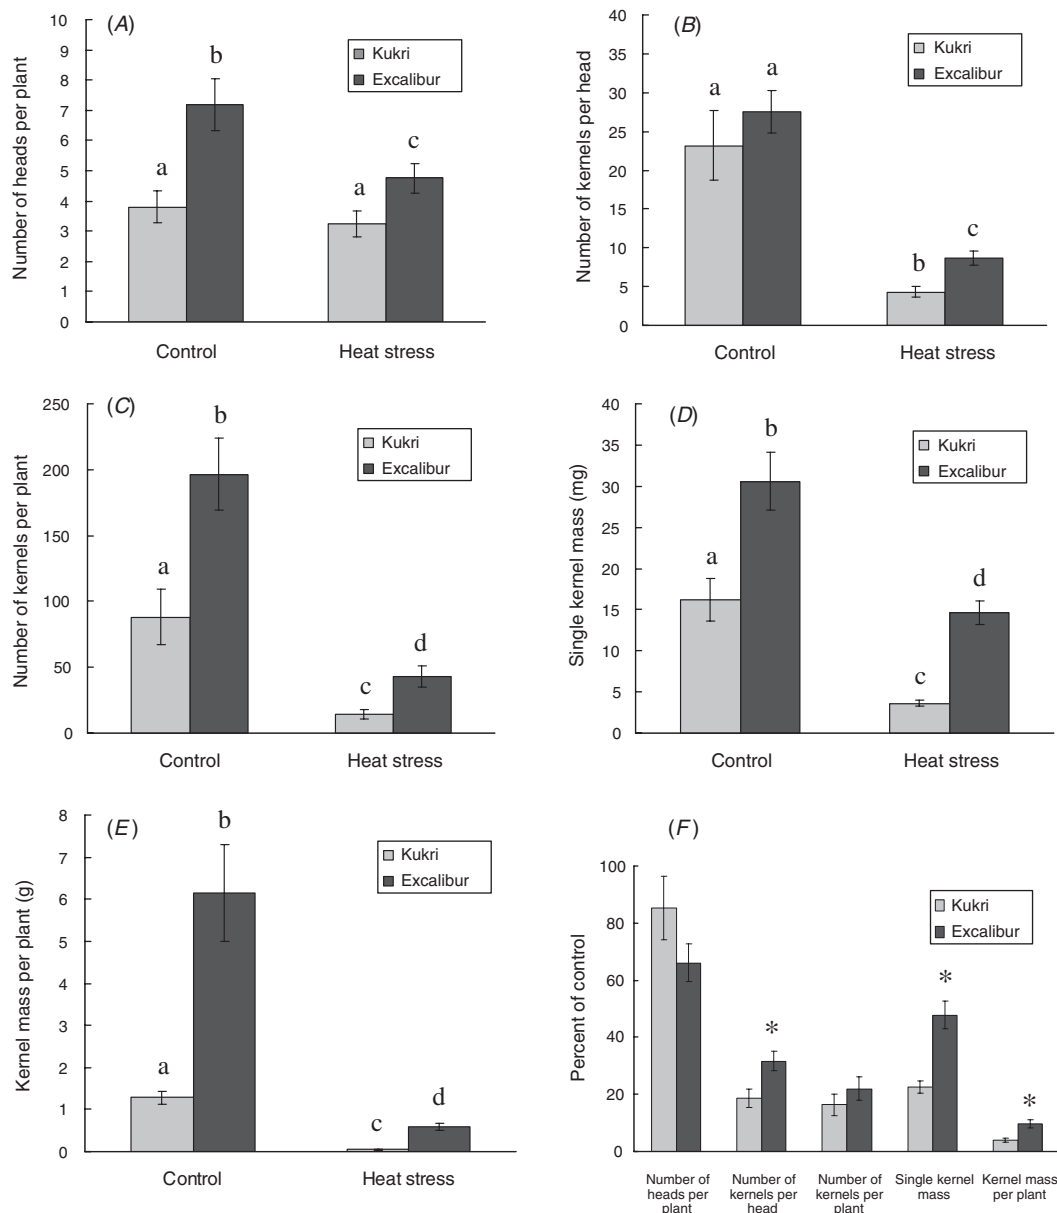 (A)
Number of heads per plant
10
9
8
7
6
5
4
3
2
1
0
Kukri
Excalibur
a
b
a
c
Control
Heat stress
(B)
Number of kernels per head
40
35
30
25
20
15
10
5
0
Kukri
Excalibur
a
a
b
c
Control
Heat stress
(C)
Number of kernels per plant
250
200
150
100
50
0
Kukri
Excalibur
a
b
c
d
Control
Heat stress
(D)
Single kernel mass (mg)
40
35
30
25
20
15
10
5
0
Kukri
Excalibur
a
b
c
d
Control
Heat stress
(E)
Kernel mass per plant (g)
8
7
6
5
4
3
2
1
0
Kukri
Excalibur
a
b
c
d
Control
Heat stress
(F)
Percent of control
100
80
60
40
20
0
Kukri
Excalibur
*
*
*
Number of
heads per
plant
Number of
kernels per
head
Number of
kernels per
plant
Single kernel
mass
Kernel mass
per plant